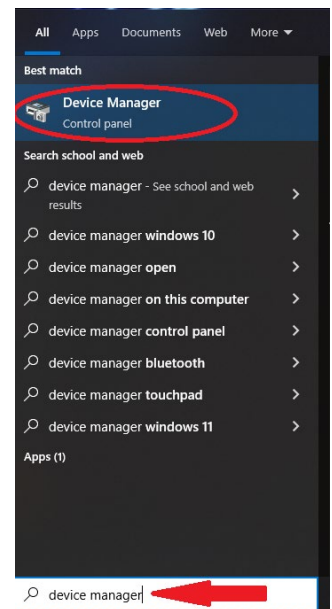 All Apps Documents Web More
Best match
Device Manager
Control panel
Search school and web
device manager - See school and web
results
device manager windows 10
device manager open
device manager on this computer
device manager control panel
device manager bluetooth
device manager touchpad
device manager windows 11
Apps (1)
device manager